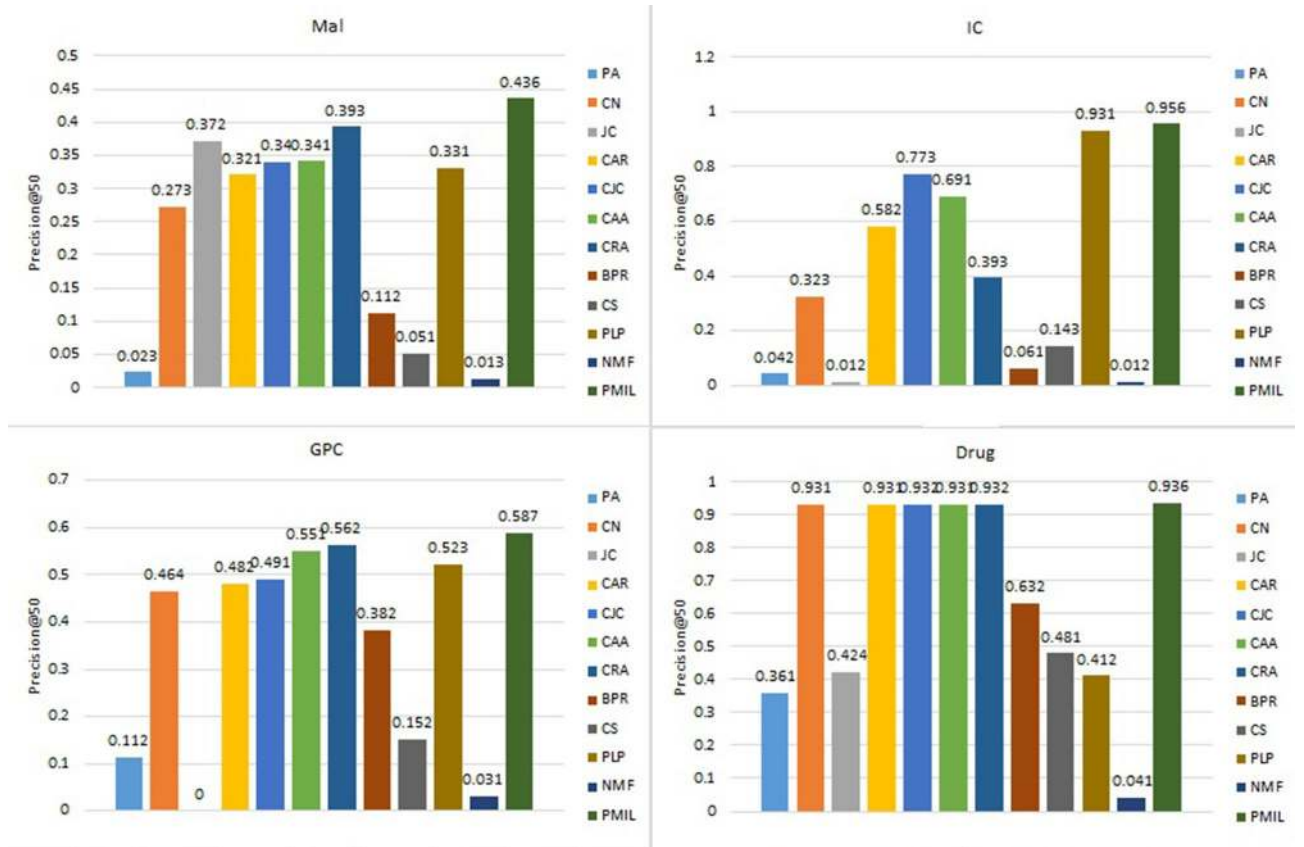 Mal
Precision@50
0.5
0.45
0.4
0.35
0.3
0.25
0.2
0.15
0.1
0.05
0
0.023
0.273
0.372
0.321
0.34
0.341
0.393
0.112
0.051
0.331
0.013
0.436
PA
CN
JC
CAR
CJC
CAA
CRA
BPR
CS
PLP
NMF
PMIL
IC
Precision@50
1.2
1
0.8
0.6
0.4
0.2
0
0.042
0.323
0.012
0.582
0.773
0.691
0.393
0.061
0.143
0.931
0.012
0.956
PA
CN
JC
CAR
CJC
CAA
CRA
BPR
CS
PLP
NMF
PMIL
GPC
Precision@50
0.7
0.6
0.5
0.4
0.3
0.2
0.1
0
0.112
0.464
0
0.482
0.491
0.551
0.562
0.382
0.152
0.523
0.031
0.587
PA
CN
JC
CAR
CJC
CAA
CRA
BPR
CS
PLP
NMF
PMIL
Drug
Precision@50
1
0.9
0.8
0.7
0.6
0.5
0.4
0.3
0.2
0.1
0
0.361
0.931
0.424
0.931
0.932
0.931
0.932
0.632
0.481
0.412
0.041
0.936
PA
CN
JC
CAR
CJC
CAA
CRA
BPR
CS
PLP
NMF
PMIL